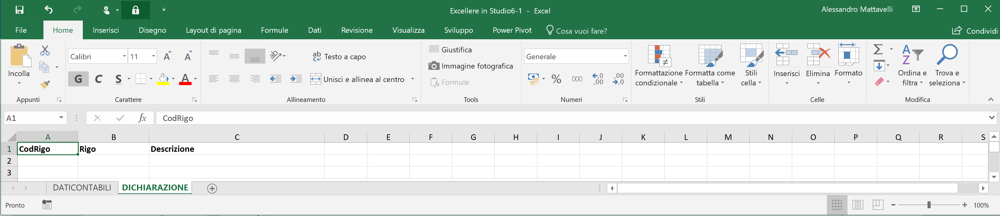 Excellere in Studio6-1 - Excel
Alessandro Mattavelli
File Home Inserisci Disegno Layout di pagina Formule Dati Revisione Visualizza Sviluppo Power Pivot Cosa vuoi fare? Condividi
Incolla
Appunti
Calibri 11
G C S A
Carattere
Testo a capo
Unisci e allinea al centro
Allineamento
Giustifica
Immagine fotografica
Formule
Tools
Generale
% 000 ,0 ,00 ,00 ,0
Numeri
Formattazione
condizionale
Formatta come
tabella
Stili
cella
Stili
Inserisci
Elimina
Formato
Celle
Ordina e
filtra
Trova e
seleziona
Modifica
A1 fx CodRigo
A B C D E F G H I J K L M N O P Q R S
1 CodRigo Rigo Descrizione
2
3
DATICONTABILI DICHIARAZIONE
Pronto 100%